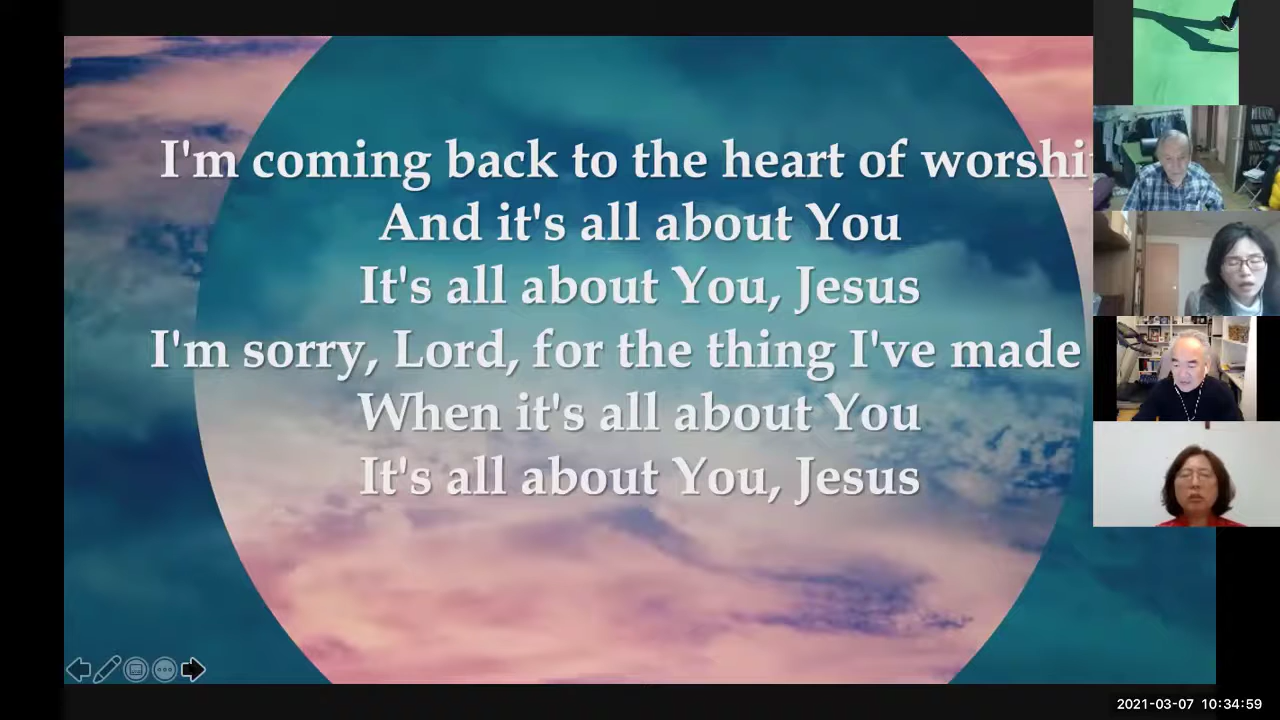 I'm coming back to the heart of worshi
And it's all about You
It's all about You, Jesus
I'm sorry, Lord, for the thing I've made
When it's all about You
It's all about You, Jesus
2021-03-07 10:34:59